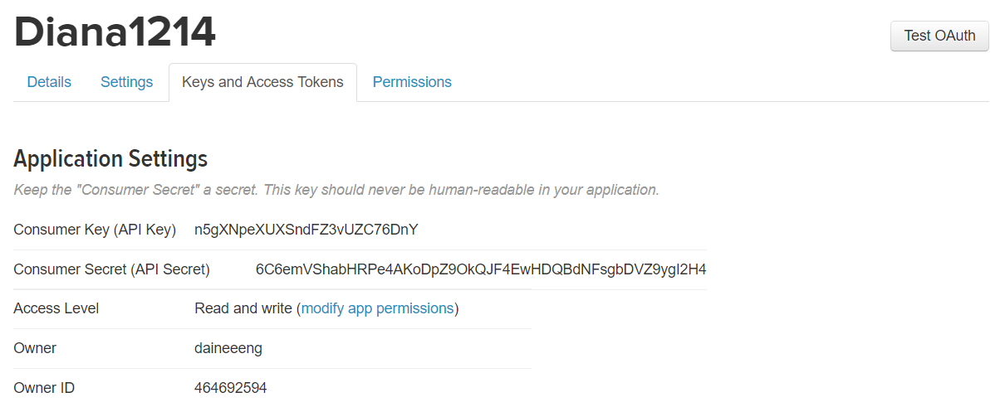 Diana1214
Test OAuth
Details Settings Keys and Access Tokens Permissions
Application Settings
Keep the "Consumer Secret" a secret. This key should never be human-readable in your application.
Consumer Key (API Key) n5gXNpeXUXSndFZ3vUZC76DnY
Consumer Secret (API Secret) 6C6emVShabHRPe4AKoDpZ9OkQJF4EwHDQBdNFsgbDVZ9ygI2H4
Access Level Read and write (modify app permissions)
Owner daineeeng
Owner ID 464692594